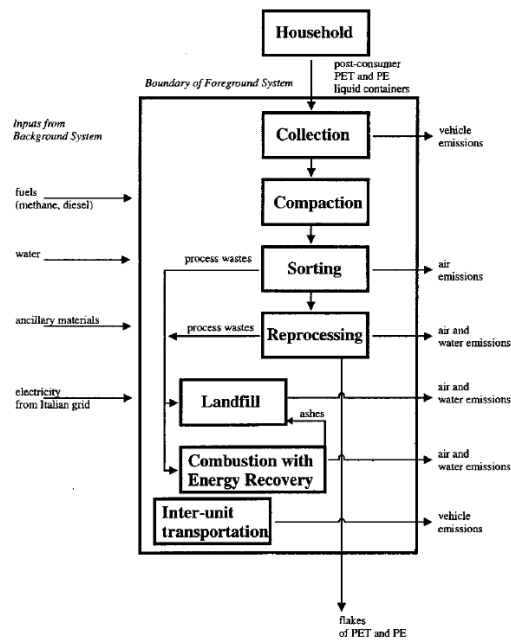 Household
post-consumer
PET and PE
liquid containers
Boundary of Foreground System
Inputs from
Background System
Collection
vehicle
emissions
Compaction
fuels
(methane, diesel)
water
process wastes
Sorting
air
emissions
ancillary materials
process wastes
Reprocessing
air and
water emissions
electricity
from Italian grid
Landfill
air and
water emissions
ashes
Combustion with
Energy Recovery
air and
water emissions
Inter-unit
transportation
vehicle
emissions
flakes
of PET and PE